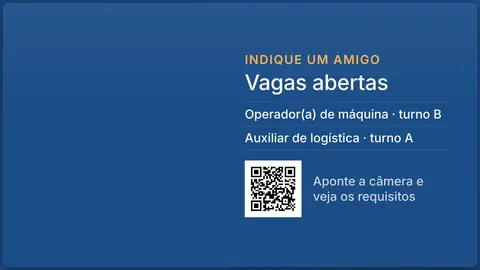 INDIQUE UM AMIGO
Vagas abertas
Operador(a) de máquina · turno B
Auxiliar de logística · turno A
Aponte a câmera e
veja os requisitos